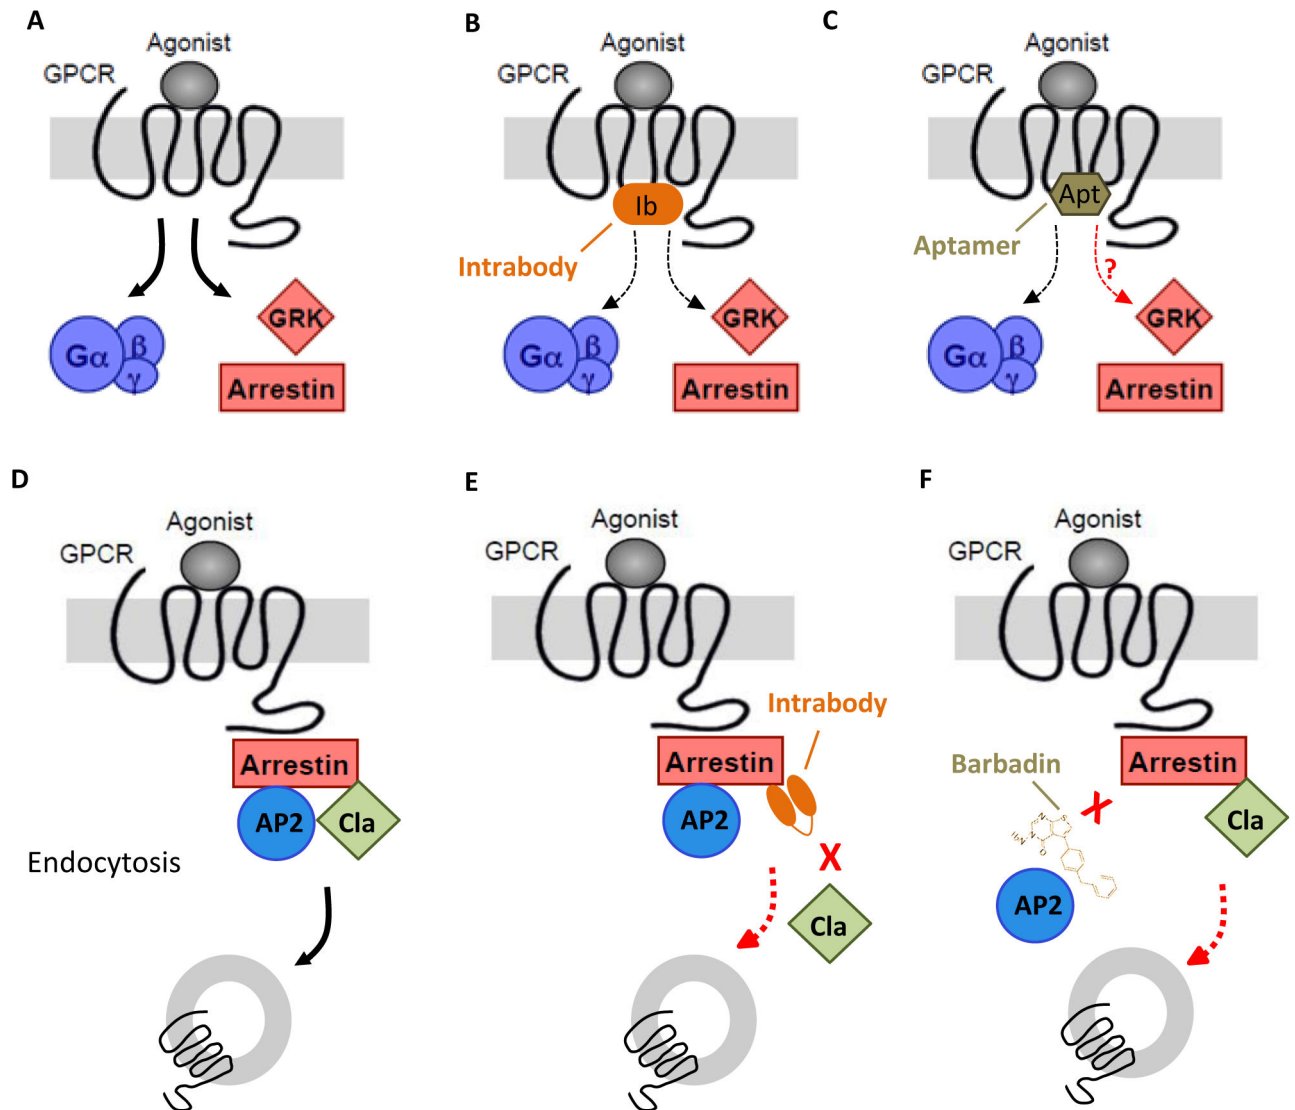 A
Agonist
GPCR
Gα
β
γ
GRK
Arrestin
B
Agonist
GPCR
Ib
Intrabody
Gα
β
γ
GRK
Arrestin
C
Agonist
GPCR
Apt
Aptamer
?
Gα
β
γ
GRK
Arrestin
D
Agonist
GPCR
Arrestin
AP2
Cla
Endocytosis
E
Agonist
GPCR
Intrabody
Arrestin
AP2
X
Cla
F
Agonist
GPCR
Arrestin
Barbadin
X
Cla
N
S
H₂N
N
O
AP2